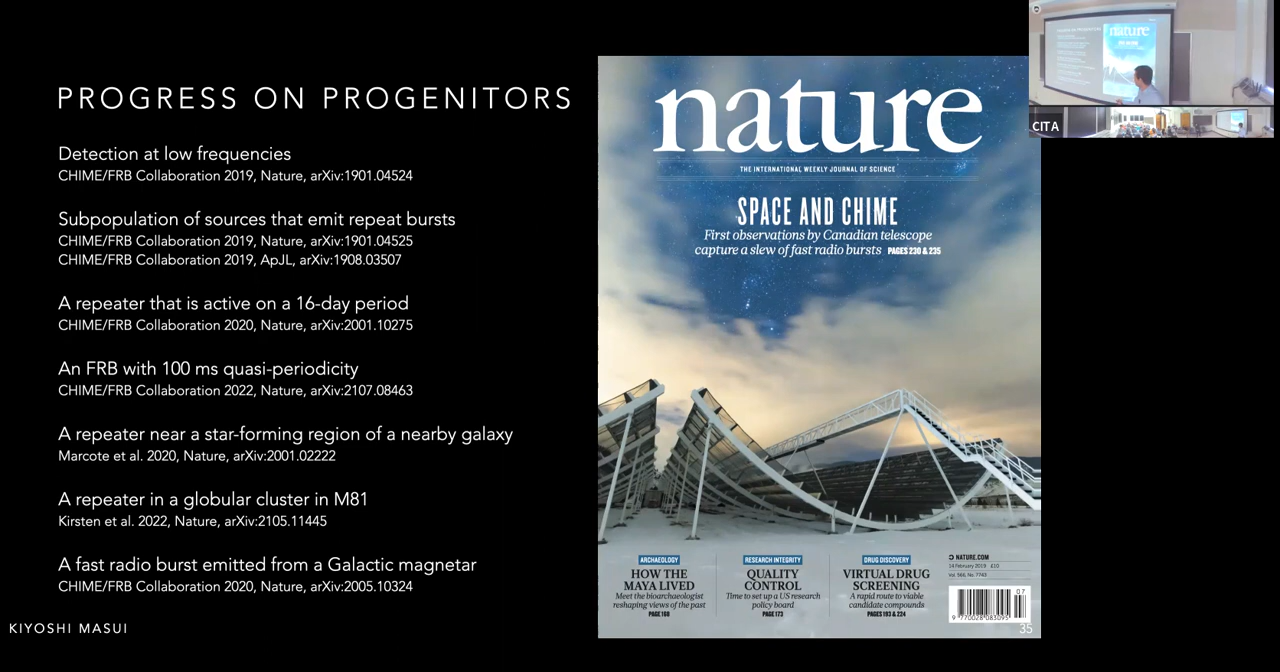 PROGRESS ON PROGENITORS
Detection at low frequencies
CHIME/FRB Collaboration 2019, Nature, arXiv:1901.04524
Subpopulation of sources that emit repeat bursts
CHIME/FRB Collaboration 2019, Nature, arXiv:1901.04525
CHIME/FRB Collaboration 2019, ApJL, arXiv:1908.03507
A repeater that is active on a 16-day period
CHIME/FRB Collaboration 2020, Nature, arXiv:2001.10275
An FRB with 100 ms quasi-periodicity
CHIME/FRB Collaboration 2022, Nature, arXiv:2107.08463
A repeater near a star-forming region of a nearby galaxy
Marcote et al. 2020, Nature, arXiv:2001.02222
A repeater in a globular cluster in M81
Kirsten et al. 2022, Nature, arXiv:2105.11445
A fast radio burst emitted from a Galactic magnetar
CHIME/FRB Collaboration 2020, Nature, arXiv:2005.10324
KIYOSHI MASUI
nature
THE INTERNATIONAL WEEKLY JOURNAL OF SCIENCE
SPACE AND CHIME
First observations by Canadian telescope
capture a slew of fast radio bursts PAGES 230 & 235
ARCHAEOLOGY
HOW THE
MAYA LIVED
Meet the bioarchaeologist
reshaping views of the past
PAGE 168
RESEARCH INTEGRITY
QUALITY
CONTROL
Time to set up a US research
policy board
PAGE 173
DRUG DISCOVERY
VIRTUAL DRUG
SCREENING
A rapid route to viable
candidate compounds
PAGES 193 & 224
NATURE.COM
14 February 2019 £10
Vol. 566, No. 7743
07
9 770028 083095
35
CITA
nature